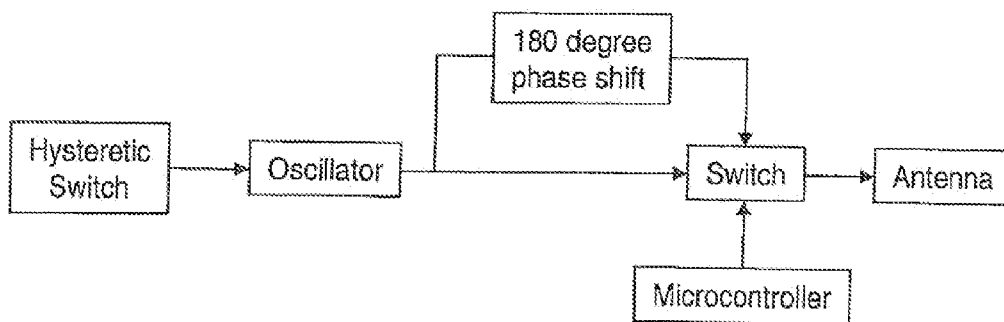 180 degree
phase shift
Hysteretic
Switch
Oscillator
Switch
Antenna
Microcontroller